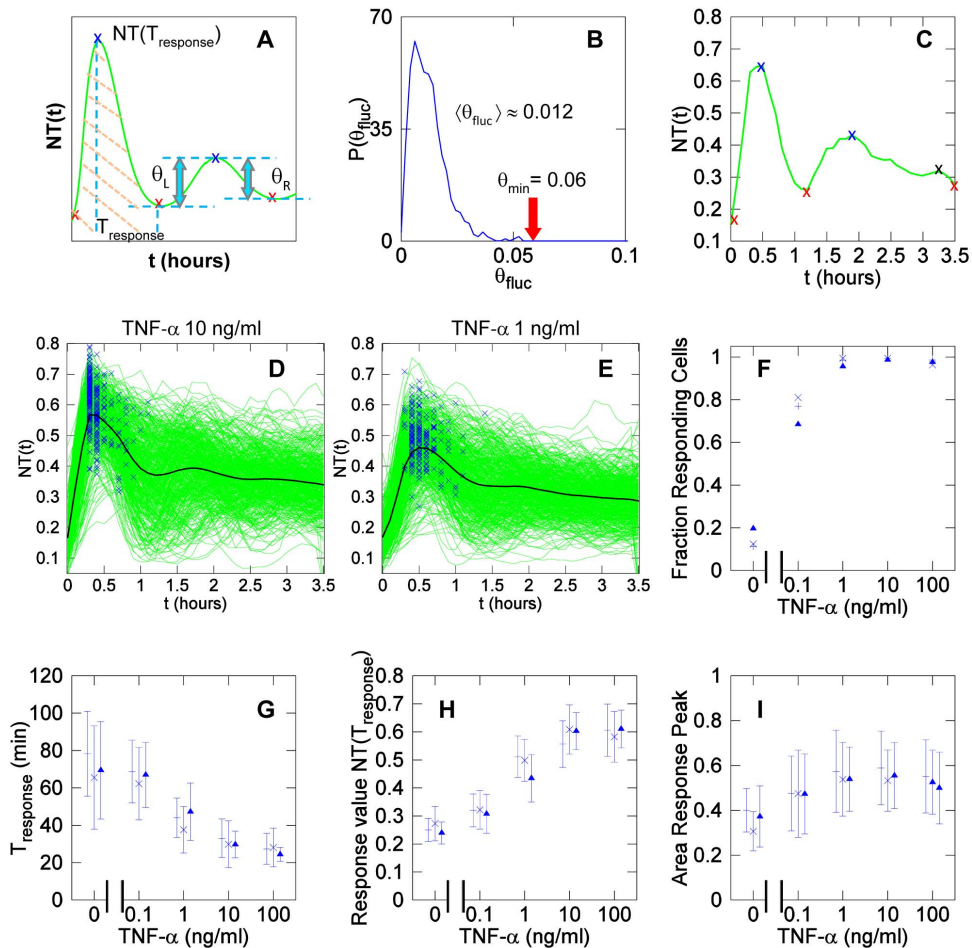 A
NT(T_response)
NT(t)
θ_L
θ_R
T_response
t (hours)
B
70
35
0
P(θ_fluc)
⟨θ_fluc⟩ ≈ 0.012
θ_min = 0.06
0 0.05 0.1
θ_fluc
C
0.8
0.7
0.6
0.5
0.4
0.3
0.2
0.1
NT(t)
0 0.5 1 1.5 2 2.5 3 3.5
t (hours)
TNF-α 10 ng/ml
D
0.8
0.7
0.6
0.5
0.4
0.3
0.2
0.1
NT(t)
0 0.5 1 1.5 2 2.5 3 3.5
t (hours)
TNF-α 1 ng/ml
E
0.8
0.7
0.6
0.5
0.4
0.3
0.2
0.1
NT(t)
0 0.5 1 1.5 2 2.5 3 3.5
t (hours)
F
1
0.8
0.6
0.4
0.2
0
Fraction Responding Cells
0 0.1 1 10 100
TNF-α (ng/ml)
G
120
100
80
60
40
20
0
T_response (min)
0 0.1 1 10 100
TNF-α (ng/ml)
H
0.8
0.7
0.6
0.5
0.4
0.3
0.2
0.1
0
Response value NT(T_response)
0 0.1 1 10 100
TNF-α (ng/ml)
I
1
0.8
0.6
0.4
0.2
0
Area Response Peak
0 0.1 1 10 100
TNF-α (ng/ml)